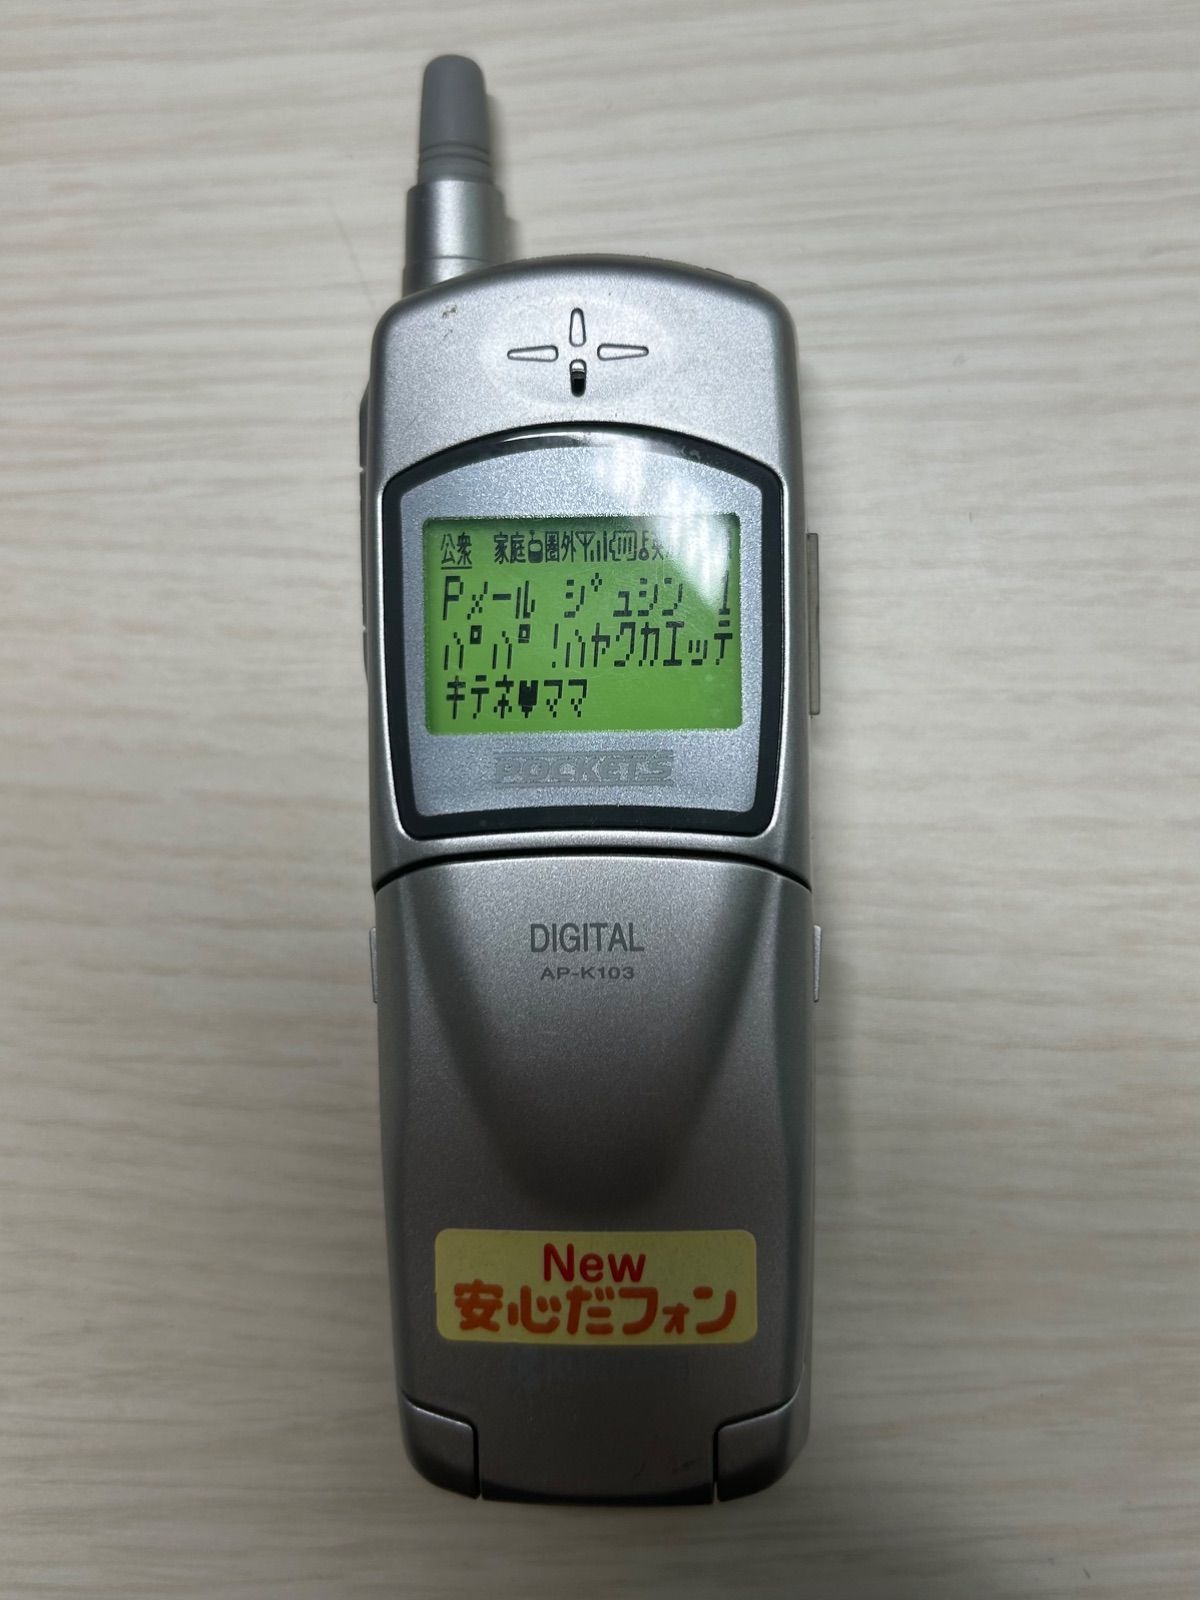 公衆 家庭 圏外
Pメール ジュシン 1
パパ!ハヤクカエッテ
キテネ♥ママ
POCKETS
DIGITAL
AP-K103
New
安心だフォン